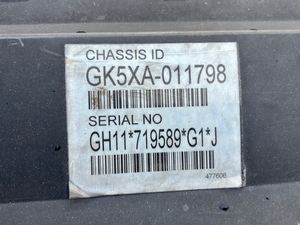 CHASSIS ID
GK5XA-011798
SERIAL NO
GH11*719589*G1*J
477606